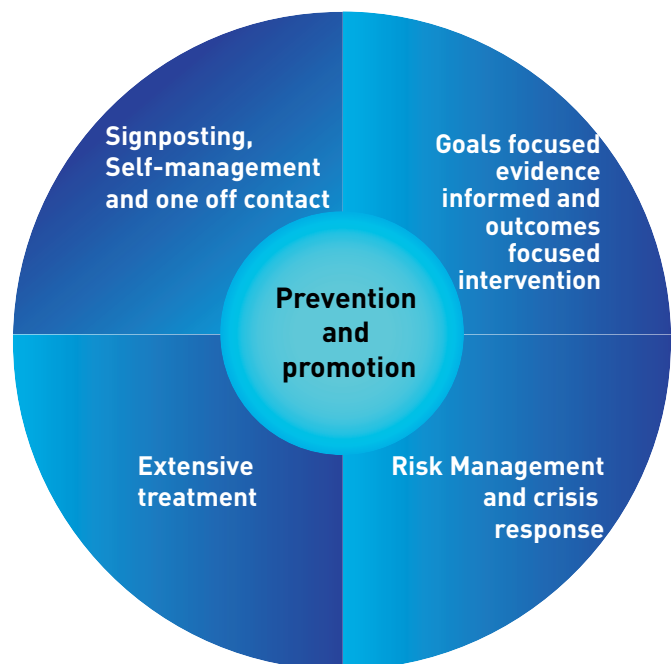 Signposting,
Self-management
and one off contact
Goals focused
evidence
informed and
outcomes
focused
intervention
Prevention
and
promotion
Extensive
treatment
Risk Management
and crisis
response